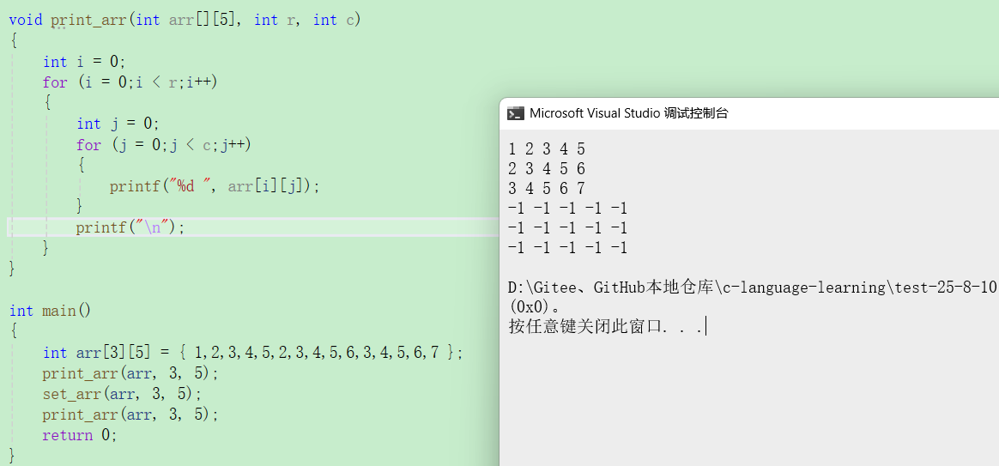 void print_arr(int arr[][5], int r, int c)
{
    int i = 0;
    for (i = 0;i < r;i++)
    {
        int j = 0;
        for (j = 0;j < c;j++)
        {
            printf("%d ", arr[i][j]);
        }
        printf("\n");
    }
}
int main()
{
    int arr[3][5] = { 1,2,3,4,5,2,3,4,5,6,3,4,5,6,7 };
    print_arr(arr, 3, 5);
    set_arr(arr, 3, 5);
    print_arr(arr, 3, 5);
    return 0;
}
Microsoft Visual Studio 调试控制台
1 2 3 4 5
2 3 4 5 6
3 4 5 6 7
-1 -1 -1 -1 -1
-1 -1 -1 -1 -1
-1 -1 -1 -1 -1
D:\Gitee、GitHub本地仓库\c-language-learning\test-25-8-10
(0x0)。
按任意键关闭此窗口. . .